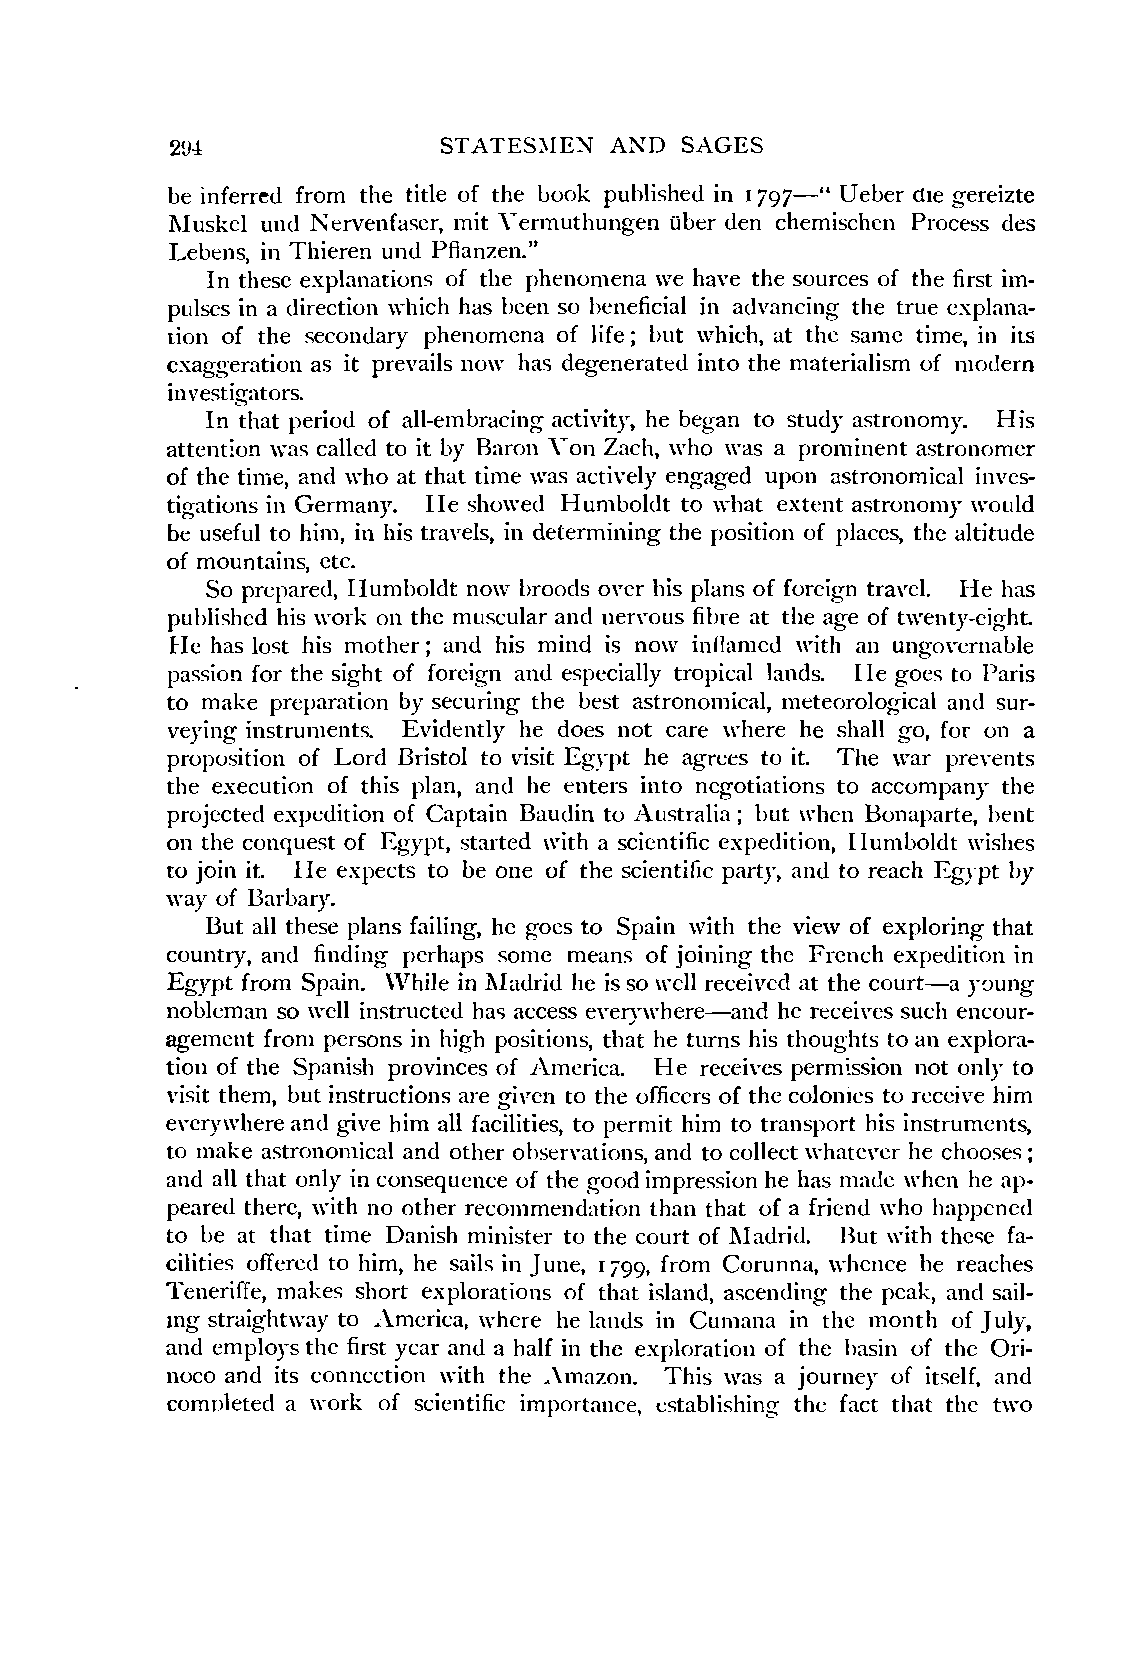 294 STATESMEN AND SAGES
be inferred from the title of the book published in 1797—“ Ueber die gereizte
Muskel und Nervenfaser, mit Vermuthungen über den chemischen Process des
Lebens, in Thieren und Pflanzen.”
In these explanations of the phenomena we have the sources of the first im-
pulses in a direction which has been so beneficial in advancing the true explana-
tion of the secondary phenomena of life; but which, at the same time, in its
exaggeration as it prevails now has degenerated into the materialism of modern
investigators.
In that period of all-embracing activity, he began to study astronomy. His
attention was called to it by Baron Von Zach, who was a prominent astronomer
of the time, and who at that time was actively engaged upon astronomical inves-
tigations in Germany. He showed Humboldt to what extent astronomy would
be useful to him, in his travels, in determining the position of places, the altitude
of mountains, etc.
So prepared, Humboldt now broods over his plans of foreign travel. He has
published his work on the muscular and nervous fibre at the age of twenty-eight.
He has lost his mother; and his mind is now inflamed with an ungovernable
passion for the sight of foreign and especially tropical lands. He goes to Paris
to make preparation by securing the best astronomical, meteorological and sur-
veying instruments. Evidently he does not care where he shall go, for on a
proposition of Lord Bristol to visit Egypt he agrees to it. The war prevents
the execution of this plan, and he enters into negotiations to accompany the
projected expedition of Captain Baudin to Australia; but when Bonaparte, bent
on the conquest of Egypt, started with a scientific expedition, Humboldt wishes
to join it. He expects to be one of the scientific party, and to reach Egypt by
way of Barbary.
But all these plans failing, he goes to Spain with the view of exploring that
country, and finding perhaps some means of joining the French expedition in
Egypt from Spain. While in Madrid he is so well received at the court—a young
nobleman so well instructed has access everywhere—and he receives such encour-
agement from persons in high positions, that he turns his thoughts to an explora-
tion of the Spanish provinces of America. He receives permission not only to
visit them, but instructions are given to the officers of the colonies to receive him
everywhere and give him all facilities, to permit him to transport his instruments,
to make astronomical and other observations, and to collect whatever he chooses;
and all that only in consequence of the good impression he has made when he ap-
peared there, with no other recommendation than that of a friend who happened
to be at that time Danish minister to the court of Madrid. But with these fa-
cilities offered to him, he sails in June, 1799, from Corunna, whence he reaches
Teneriffe, makes short explorations of that island, ascending the peak, and sail-
ing straightway to America, where he lands in Cumana in the month of July,
and employs the first year and a half in the exploration of the basin of the Ori-
noco and its connection with the Amazon. This was a journey of itself, and
completed a work of scientific importance, establishing the fact that the two